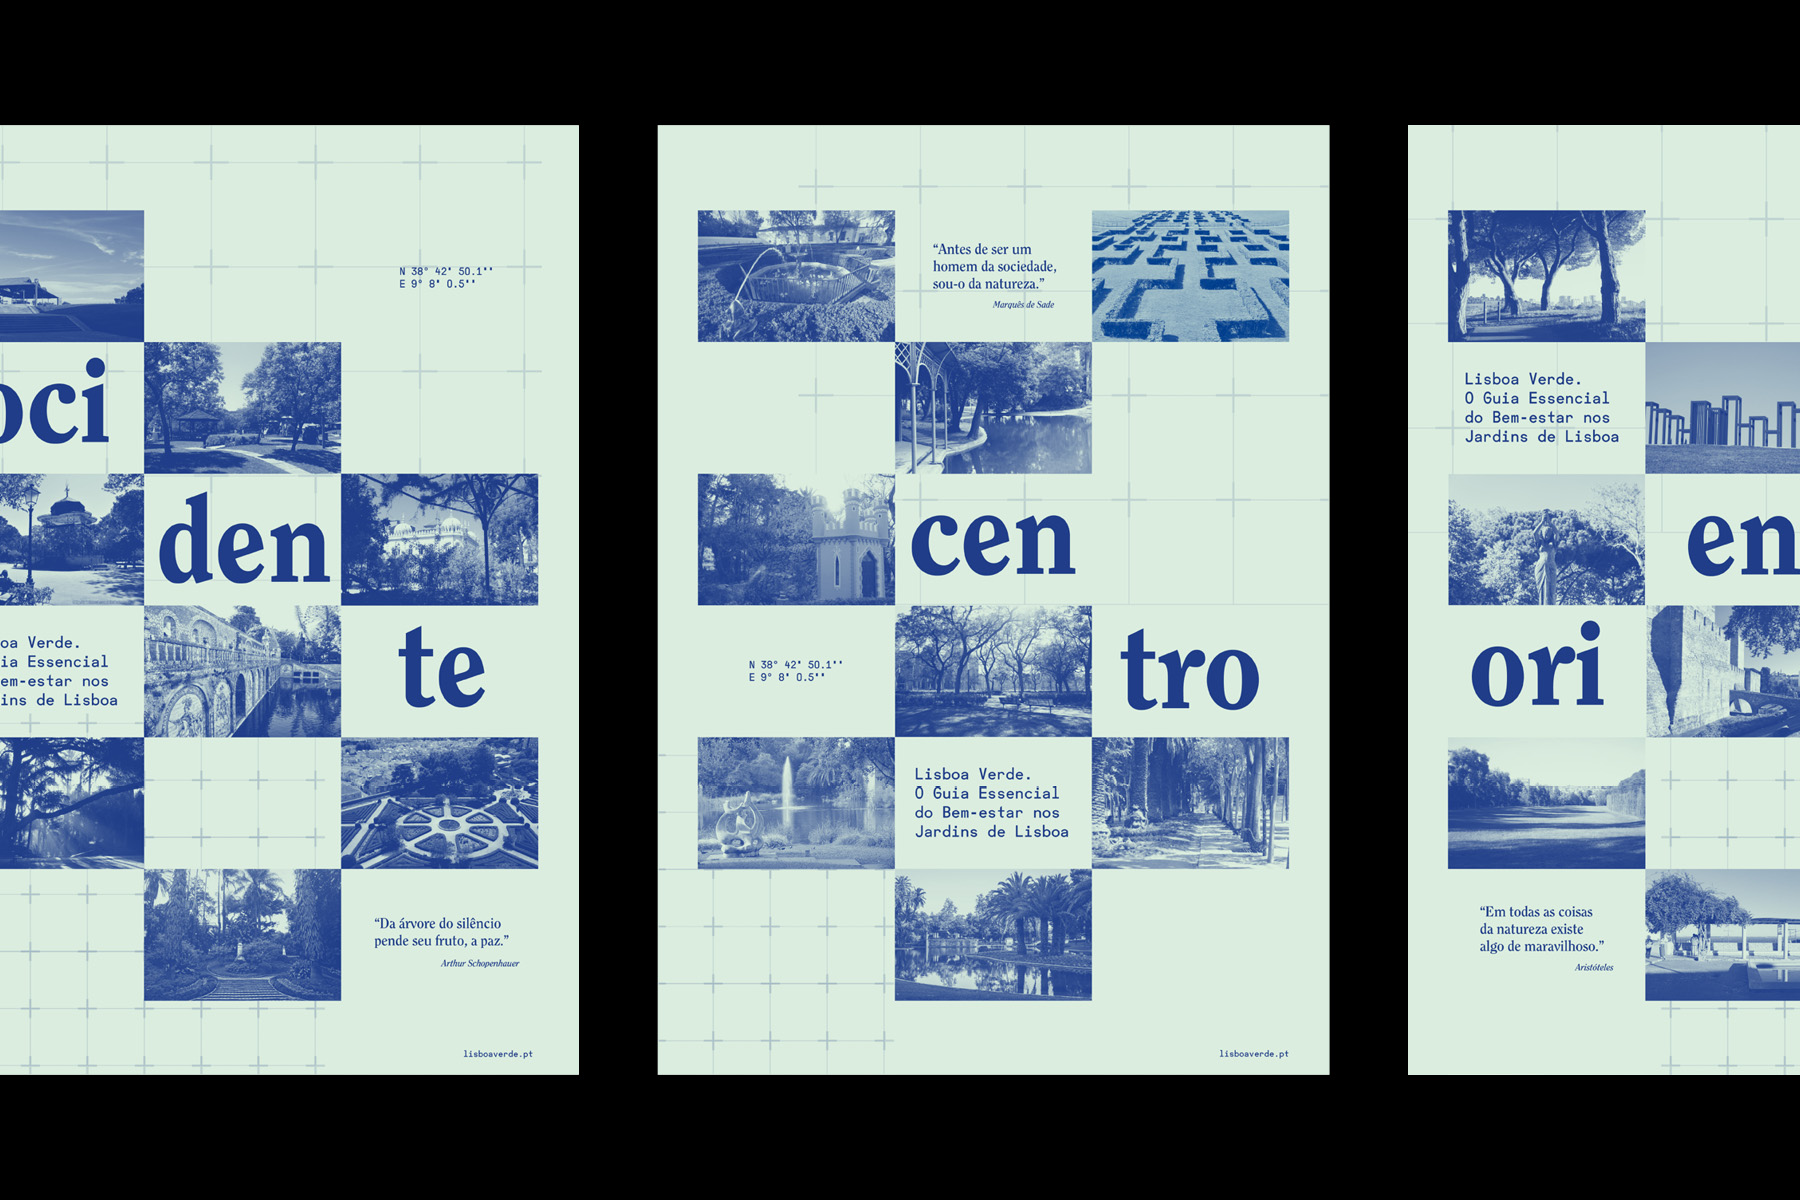 N 38° 42' 50.1''
E 9° 8' 0.5''
oci
den
te
oa Verde.
ia Essencial
em-estar nos
ins de Lisboa
“Da árvore do silêncio
pende seu fruto, a paz.”
Arthur Schopenhauer
lisboaverde.pt
“Antes de ser um
homem da sociedade,
sou-o da natureza.”
Marquês de Sade
cen
tro
N 38° 42' 50.1''
E 9° 8' 0.5''
Lisboa Verde.
O Guia Essencial
do Bem-estar nos
Jardins de Lisboa
lisboaverde.pt
Lisboa Verde.
O Guia Essencial
do Bem-estar nos
Jardins de Lisboa
en
ori
“Em todas as coisas
da natureza existe
algo de maravilhoso.”
Aristóteles